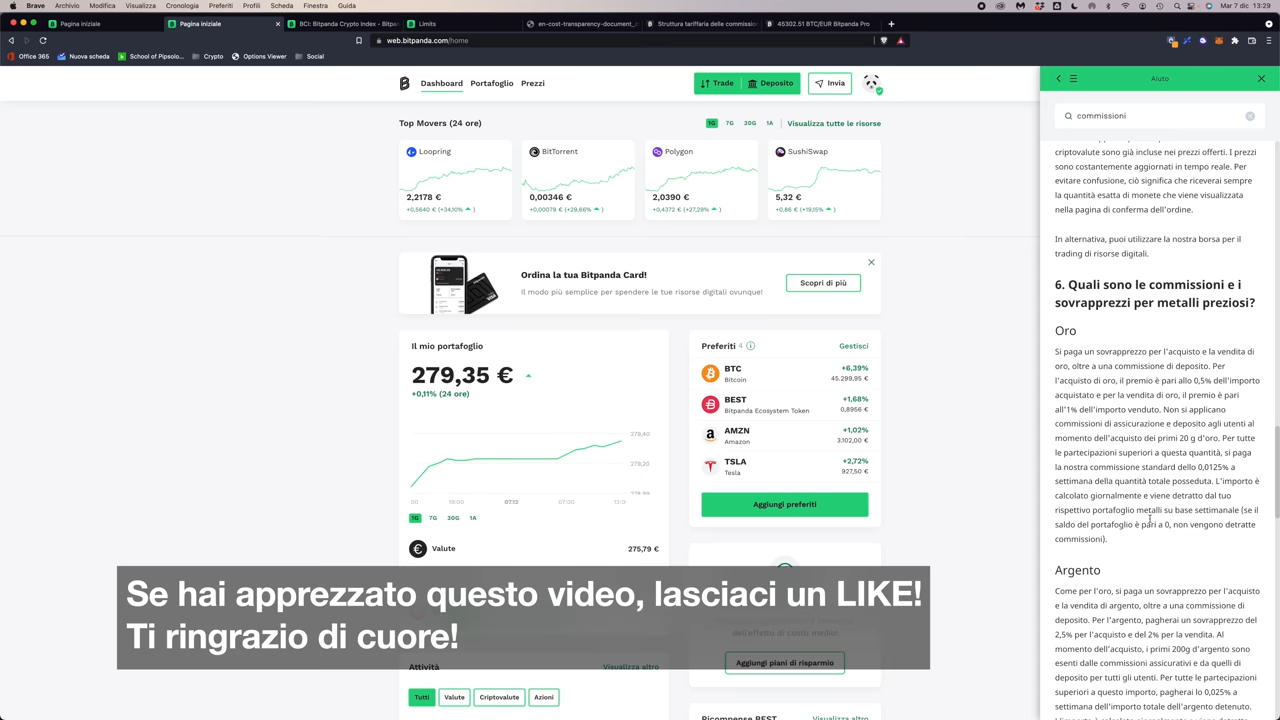 Brave Archivio Modifica Visualizza Cronologia Preferiti Profili Scheda Finestra Guida
Mar 7 dic 13:29
Pagina iniziale
Pagina iniziale
BCI: Bitpanda Crypto Index - Bitpan
Limits
en-cost-transparency-document_
Struttura tariffaria delle commissio
45302.51 BTC/EUR Bitpanda Pro
web.bitpanda.com/home
Office 365
Nuova scheda
School of Pipsolo...
Crypto
Options Viewer
Social
Dashboard
Portafoglio
Prezzi
Trade
Deposito
Invia
Top Movers (24 ore)
1G 7G 30G 1A
Visualizza tutte le risorse
Loopring
2,2178 €
+0,5640 € (+34,10% )
BitTorrent
0,00346 €
+0,00079 € (+29,66% )
Polygon
2,0390 €
+0,4372 € (+27,29% )
SushiSwap
5,32 €
+0,86 € (+19,15% )
Ordina la tua Bitpanda Card!
Il modo più semplice per spendere le tue risorse digitali ovunque!
Scopri di più
Il mio portafoglio
279,35 €
+0,11% (24 ore)
279,40
279,20
19:00
07.12
07:00
1G 7G 30G 1A
Valute
275,79 €
Attività
Visualizza altro
Tutti
Valute
Criptovalute
Azioni
Preferiti 4
Gestisci
BTC
+6,39%
Bitcoin
45.299,95 €
BEST
+1,68%
Bitpanda Ecosystem Token
0,8956 €
AMZN
+1,02%
Amazon
3.102,00 €
TSLA
+2,72%
Tesla
927,50 €
Aggiungi preferiti
dell'effetto di costo medio!
Aggiungi piani di risparmio
Ricompense BEST
Visualizza altro
Se hai apprezzato questo video, lasciaci un LIKE!
Ti ringrazio di cuore!
Aiuto
commissioni
criptovalute sono già incluse nei prezzi offerti. I prezzi
sono costantemente aggiornati in tempo reale. Per
evitare confusione, ciò significa che riceverai sempre
la quantità esatta di monete che viene visualizzata
nella pagina di conferma dell'ordine.
In alternativa, puoi utilizzare la nostra borsa per il
trading di risorse digitali.
6. Quali sono le commissioni e i
sovrapprezzi per metalli preziosi?
Oro
Si paga un sovrapprezzo per l'acquisto e la vendita di
oro, oltre a una commissione di deposito. Per
l'acquisto di oro, il premio è pari allo 0,5% dell'importo
acquistato e per la vendita di oro, il premio è pari
all'1% dell'importo venduto. Non si applicano
commissioni di assicurazione e deposito agli utenti al
momento dell'acquisto dei primi 20 g d'oro. Per tutte
le partecipazioni superiori a questa quantità, si paga
la nostra commissione standard dello 0,0125% a
settimana della quantità totale posseduta. L'importo è
calcolato giornalmente e viene detratto dal tuo
rispettivo portafoglio metalli su base settimanale (se il
saldo del portafoglio è pari a 0, non vengono detratte
commissioni).
Argento
Come per l'oro, si paga un sovrapprezzo per l'acquisto
e la vendita di argento, oltre a una commissione di
deposito. Per l'argento, pagherai un sovrapprezzo del
2,5% per l'acquisto e del 2% per la vendita. Al
momento dell'acquisto, i primi 200g d'argento sono
esenti dalle commissioni assicurativi e da quelli di
deposito per tutti gli utenti. Per tutte le partecipazioni
superiori a questo importo, pagherai lo 0,025% a
settimana dell'importo totale dell'argento detenuto.